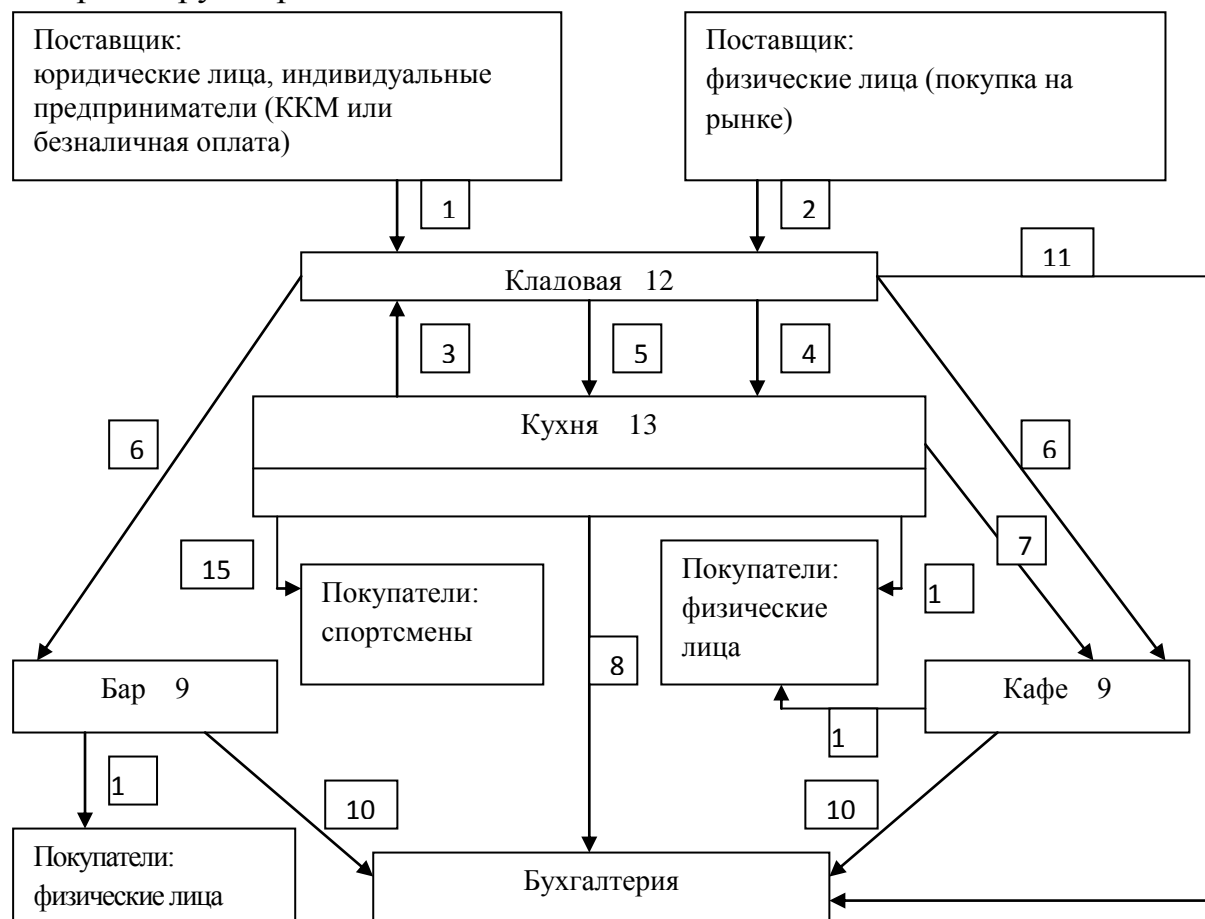 Поставщик:
юридические лица, индивидуальные
предприниматели (ККМ или
безналичная оплата)
Поставщик:
физические лица (покупка на
рынке)
1
2
11
Кладовая 12
3
5
4
6
Кухня 13
6
7
15
Покупатели:
спортсмены
Покупатели:
физические
лица
1
8
Бар 9
Кафе 9
1
1
10
10
Покупатели:
физические лица
Бухгалтерия